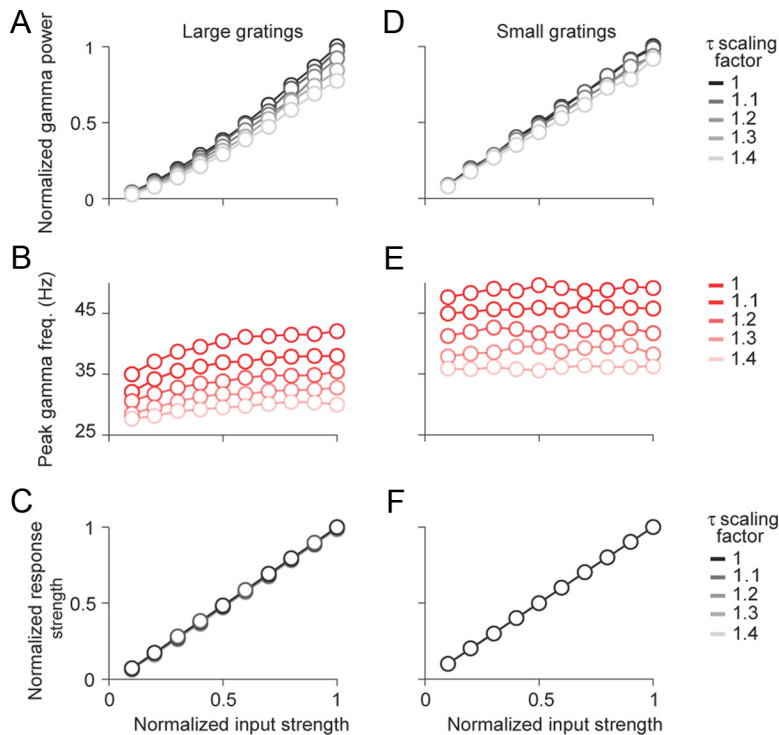 A
Large gratings
Normalized gamma power
1
0.5
0
D
Small gratings
τ scaling
factor
1
1.1
1.2
1.3
1.4
B
Peak gamma freq. (Hz)
45
35
25
E
1
1.1
1.2
1.3
1.4
C
Normalized response
strength
1
0.5
0
0
0.5
1
Normalized input strength
F
0
0.5
1
Normalized input strength
τ scaling
factor
1
1.1
1.2
1.3
1.4